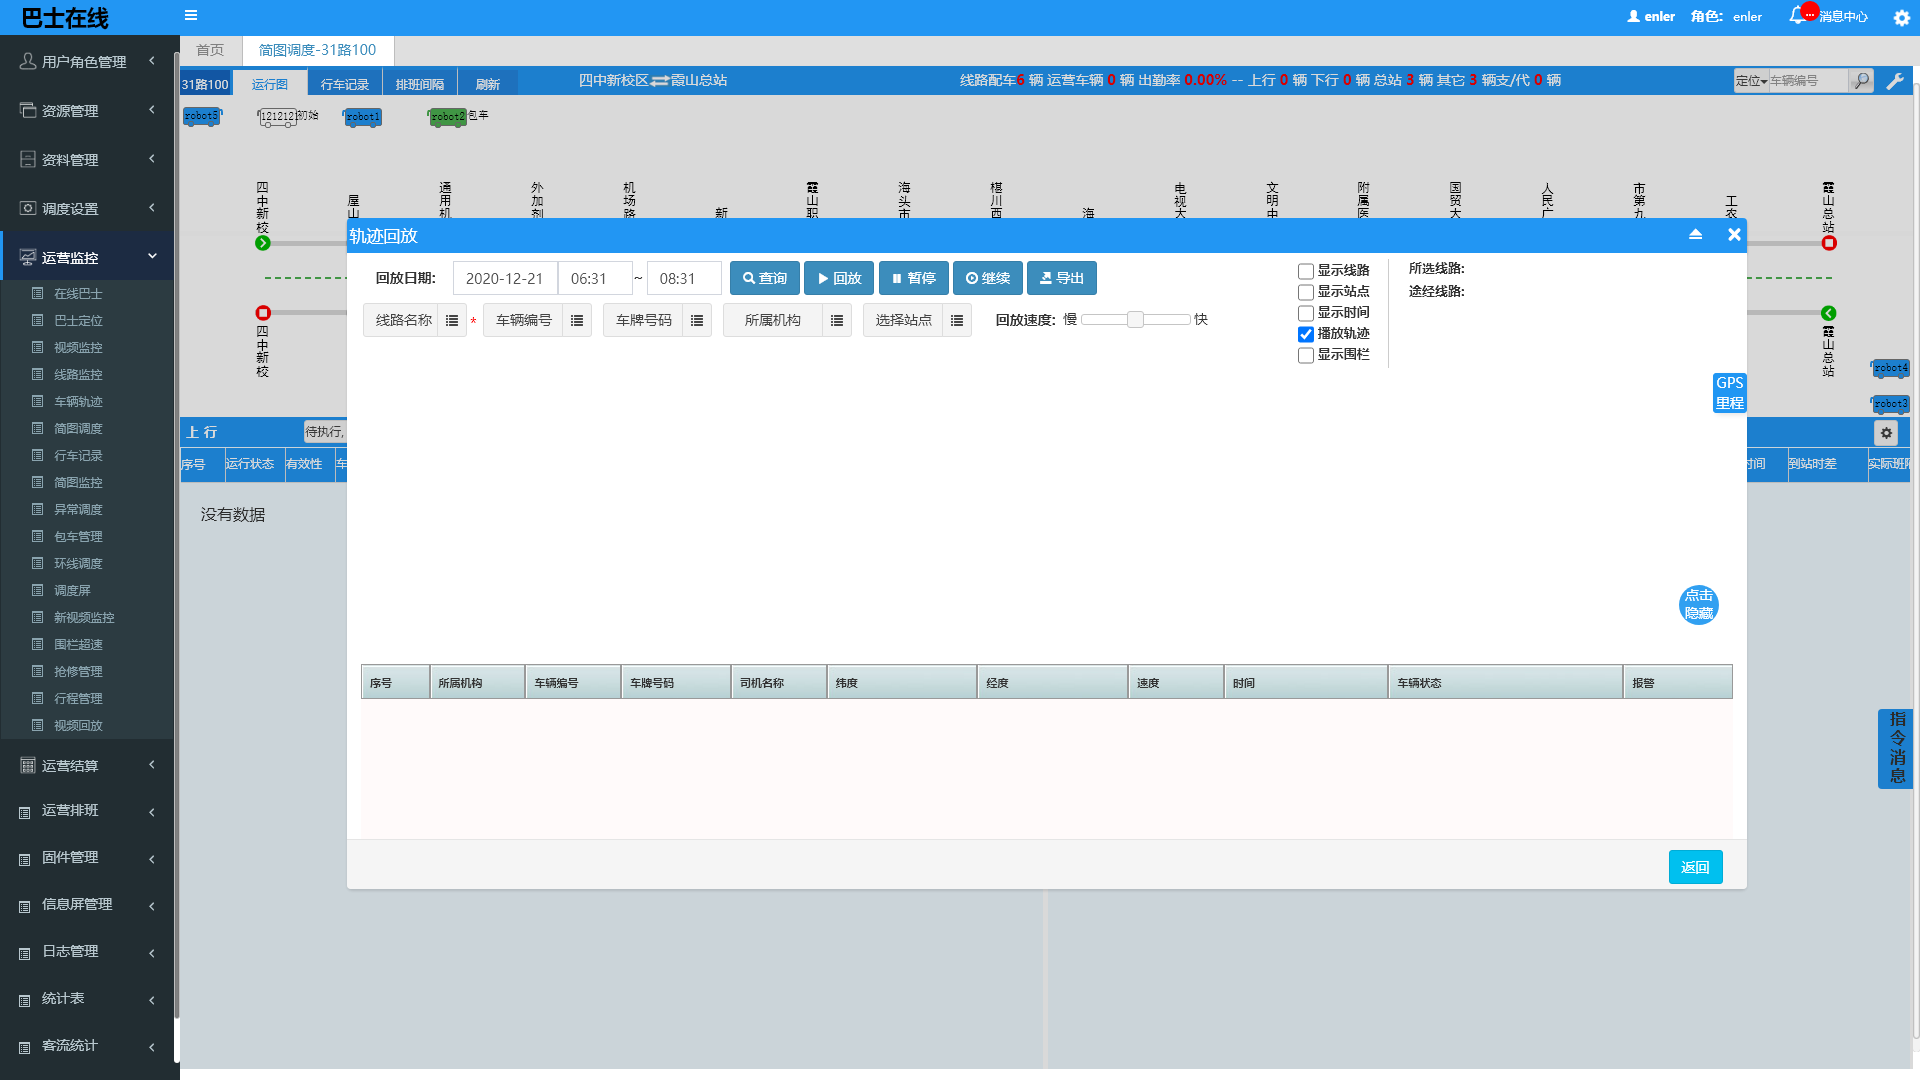 巴士在线
enler 角色: enler 消息中心
用户角色管理
资源管理
资料管理
调度设置
运营监控
在线巴士
巴士定位
视频监控
线路监控
车辆轨迹
简图调度
行车记录
简图监控
异常调度
包车管理
环线调度
调度屏
新视频监控
围栏超速
抢修管理
行程管理
视频回放
运营结算
运营排班
固件管理
信息屏管理
日志管理
统计表
客流统计
首页 简图调度-31路100
31路100 运行图 行车记录 排班间隔 刷新 四中新校区⇌霞山总站 线路配车6 辆 运营车辆 0 辆 出勤率 0.00% -- 上行 0 辆 下行 0 辆 总站 3 辆 其它 3 辆支/代 0 辆 定位 车辆编号
robot5 1212121初始 robot1 robot2 包车
四中新校 屋山 通用机 外加剂 机场路 新 霞山职 海头市 椹川西 海 电视大 文明中 附属医 国贸大 人民广 市第九 工农 霞山总站
四中新校 霞山总站
robot4
robot3
上行 待执行,
序号 运行状态 有效性 车 时间 到站时差 实际班
没有数据
轨迹回放
回放日期: 2020-12-21 06:31 ~ 08:31 查询 回放 暂停 继续 导出
线路名称 * 车辆编号 车牌号码 所属机构 选择站点 回放速度: 慢 快
显示线路
显示站点
显示时间
播放轨迹
显示围栏
所选线路:
途经线路:
GPS
里程
点击
隐藏
序号 所属机构 车辆编号 车牌号码 司机名称 纬度 经度 速度 时间 车辆状态 报警
返回
指令消息